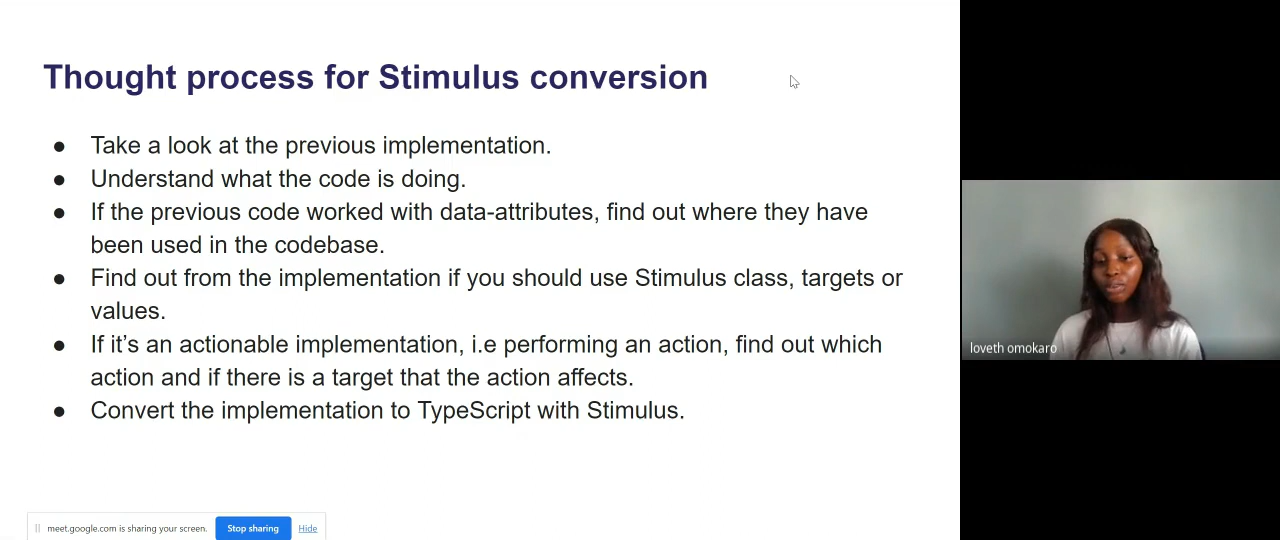 Thought process for Stimulus conversion
● Take a look at the previous implementation.
● Understand what the code is doing.
● If the previous code worked with data-attributes, find out where they have
been used in the codebase.
● Find out from the implementation if you should use Stimulus class, targets or
values.
● If it’s an actionable implementation, i.e performing an action, find out which
action and if there is a target that the action affects.
● Convert the implementation to TypeScript with Stimulus.
loveth omokaro
meet.google.com is sharing your screen. Stop sharing Hide